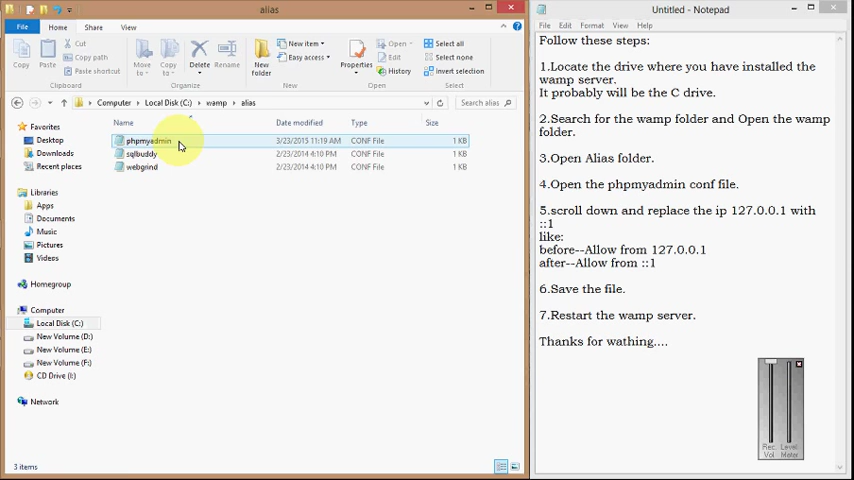 alias
File Home Share View
Copy Paste Cut Copy path Paste shortcut Move to Copy to Delete Rename New folder New item Easy access Properties Open Edit History Select all Select none Invert selection
Clipboard Organize New Open Select
Computer Local Disk (C:) wamp alias Search alias
Name Date modified Type Size
phpmyadmin 3/23/2015 11:19 AM CONF File 1 KB
sqlbuddy 2/23/2014 4:10 PM CONF File 1 KB
webgrind 2/23/2014 4:10 PM CONF File 1 KB
Favorites
Desktop
Downloads
Recent places
Libraries
Apps
Documents
Music
Pictures
Videos
Homegroup
Computer
Local Disk (C:)
New Volume (D:)
New Volume (E:)
New Volume (F:)
CD Drive (I:)
Network
3 items
Untitled - Notepad
File Edit Format View Help
Follow these steps:
1.Locate the drive where you have installed the
wamp server.
It probably will be the C drive.
2.Search for the wamp folder and Open the wamp
folder.
3.Open Alias folder.
4.Open the phpmyadmin conf file.
5.scroll down and replace the ip 127.0.0.1 with
::1
like:
before--Allow from 127.0.0.1
after--Allow from ::1
6.Save the file.
7.Restart the wamp server.
Thanks for wathing....
Rec. Level
Vol Meter